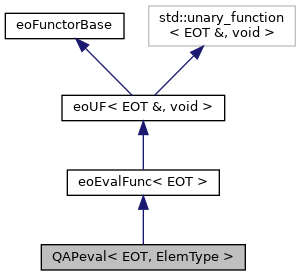 eoFunctorBase
std::unary_function
< EOT &, void >
eoUF< EOT &, void >
eoEvalFunc< EOT >
QAPeval< EOT, ElemType >